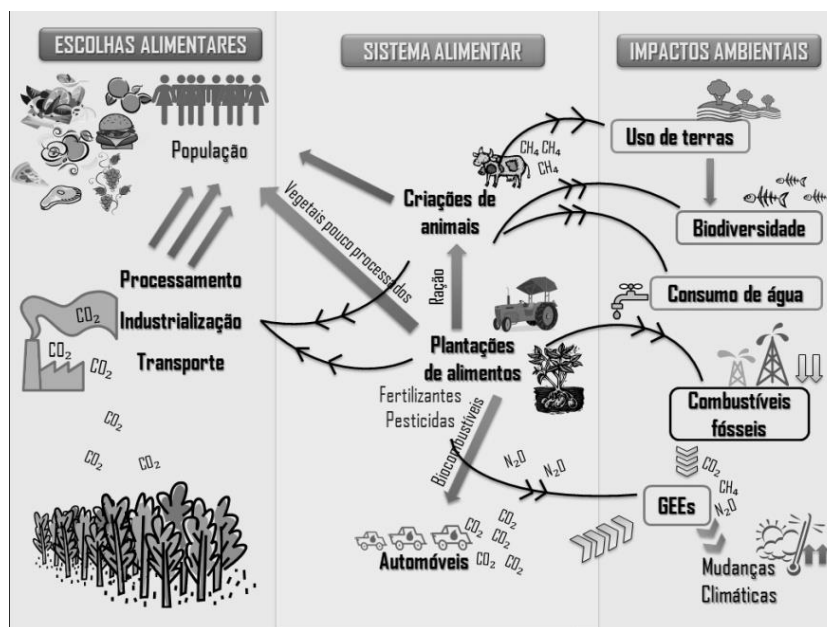 ESCOLHAS ALIMENTARES
População
Processamento
Industrialização
Transporte
CO₂
CO₂
CO₂
CO₂
CO₂
CO₂
SISTEMA ALIMENTAR
CH₄ CH₄
CH₄
Criações de
animais
Vegetais pouco processados
Ração
Plantações
de alimentos
Fertilizantes
Pesticidas
Biocombustíveis
N₂O
N₂O
CO₂
CO₂
CO₂
CO₂
CO₂
Automóveis
IMPACTOS AMBIENTAIS
Uso de terras
Biodiversidade
Consumo de água
Combustíveis
fósseis
CO₂
CH₄
N₂O
GEEs
Mudanças
Climáticas